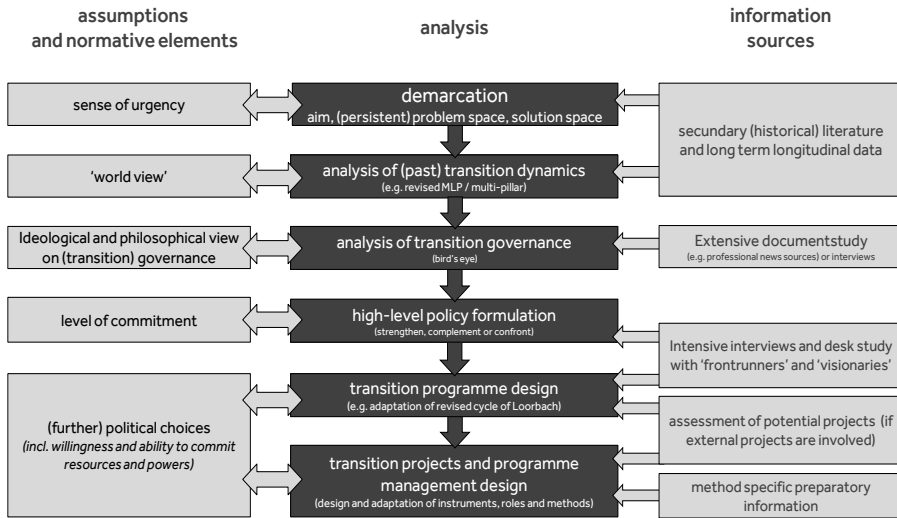 assumptions
and normative elements
analysis
information
sources
sense of urgency
demarcation
aim, (persistent) problem space, solution space
secundary (historical) literature
and long term longitudinal data
'world view'
analysis of (past) transition dynamics
(e.g. revised MLP / multi-pillar)
Ideological and philosophical view
on (transition) governance
analysis of transition governance
(bird's eye)
Extensive documentstudy
(e.g. professional news sources) or interviews
level of commitment
high-level policy formulation
(strengthen, complement or confront)
Intensive interviews and desk study
with 'frontrunners' and 'visionaries'
transition programme design
(e.g. adaptation of revised cycle of Loorbach)
(further) political choices
(incl. willingness and ability to commit
resources and powers)
assessment of potential projects (if
external projects are involved)
transition projects and programme
management design
(design and adaptation of instruments, roles and methods)
method specific preparatory
information